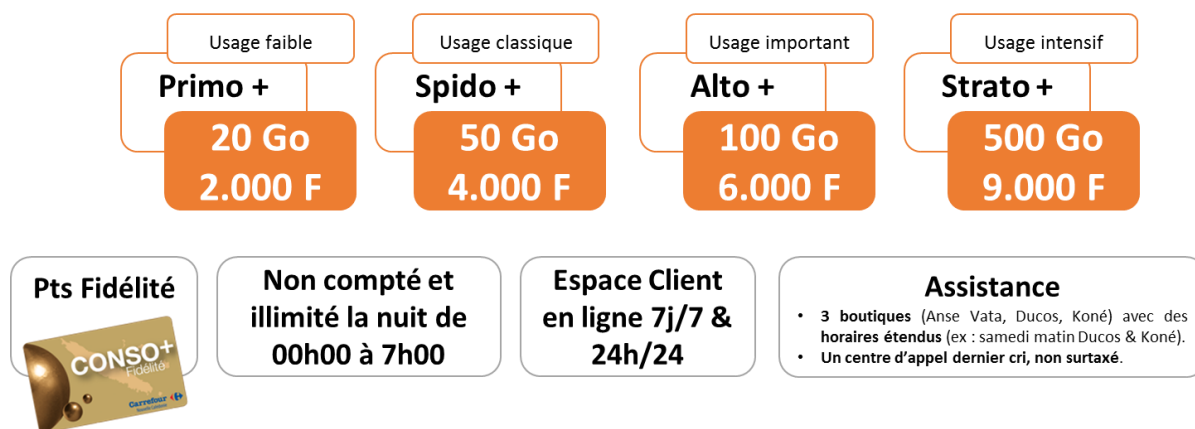 Usage faible
Primo +
20 Go
2.000 F
Usage classique
Spido +
50 Go
4.000 F
Usage important
Alto +
100 Go
6.000 F
Usage intensif
Strato +
500 Go
9.000 F
Pts Fidélité
CONSO+
Fidélité
Carrefour
Non compté et
illimité la nuit de
00h00 à 7h00
Espace Client
en ligne 7j/7 &
24h/24
Assistance
• 3 boutiques (Anse Vata, Ducos, Koné) avec des
horaires étendus (ex : samedi matin Ducos & Koné).
• Un centre d’appel dernier cri, non surtaxé.